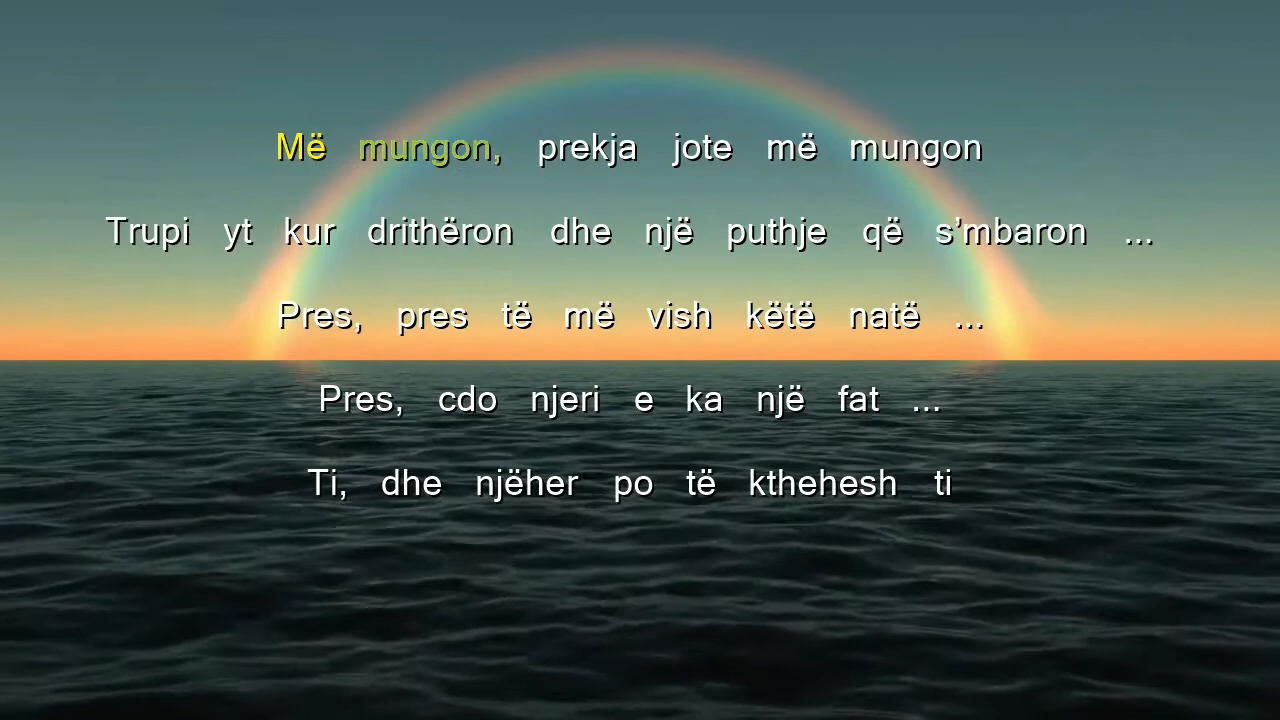 Më mungon, prekja jote më mungon
Trupi yt kur drithëron dhe një puthje që s’mbaron ...
Pres, pres të më vish këtë natë ...
Pres, cdo njeri e ka një fat ...
Ti, dhe njëher po të kthehesh ti